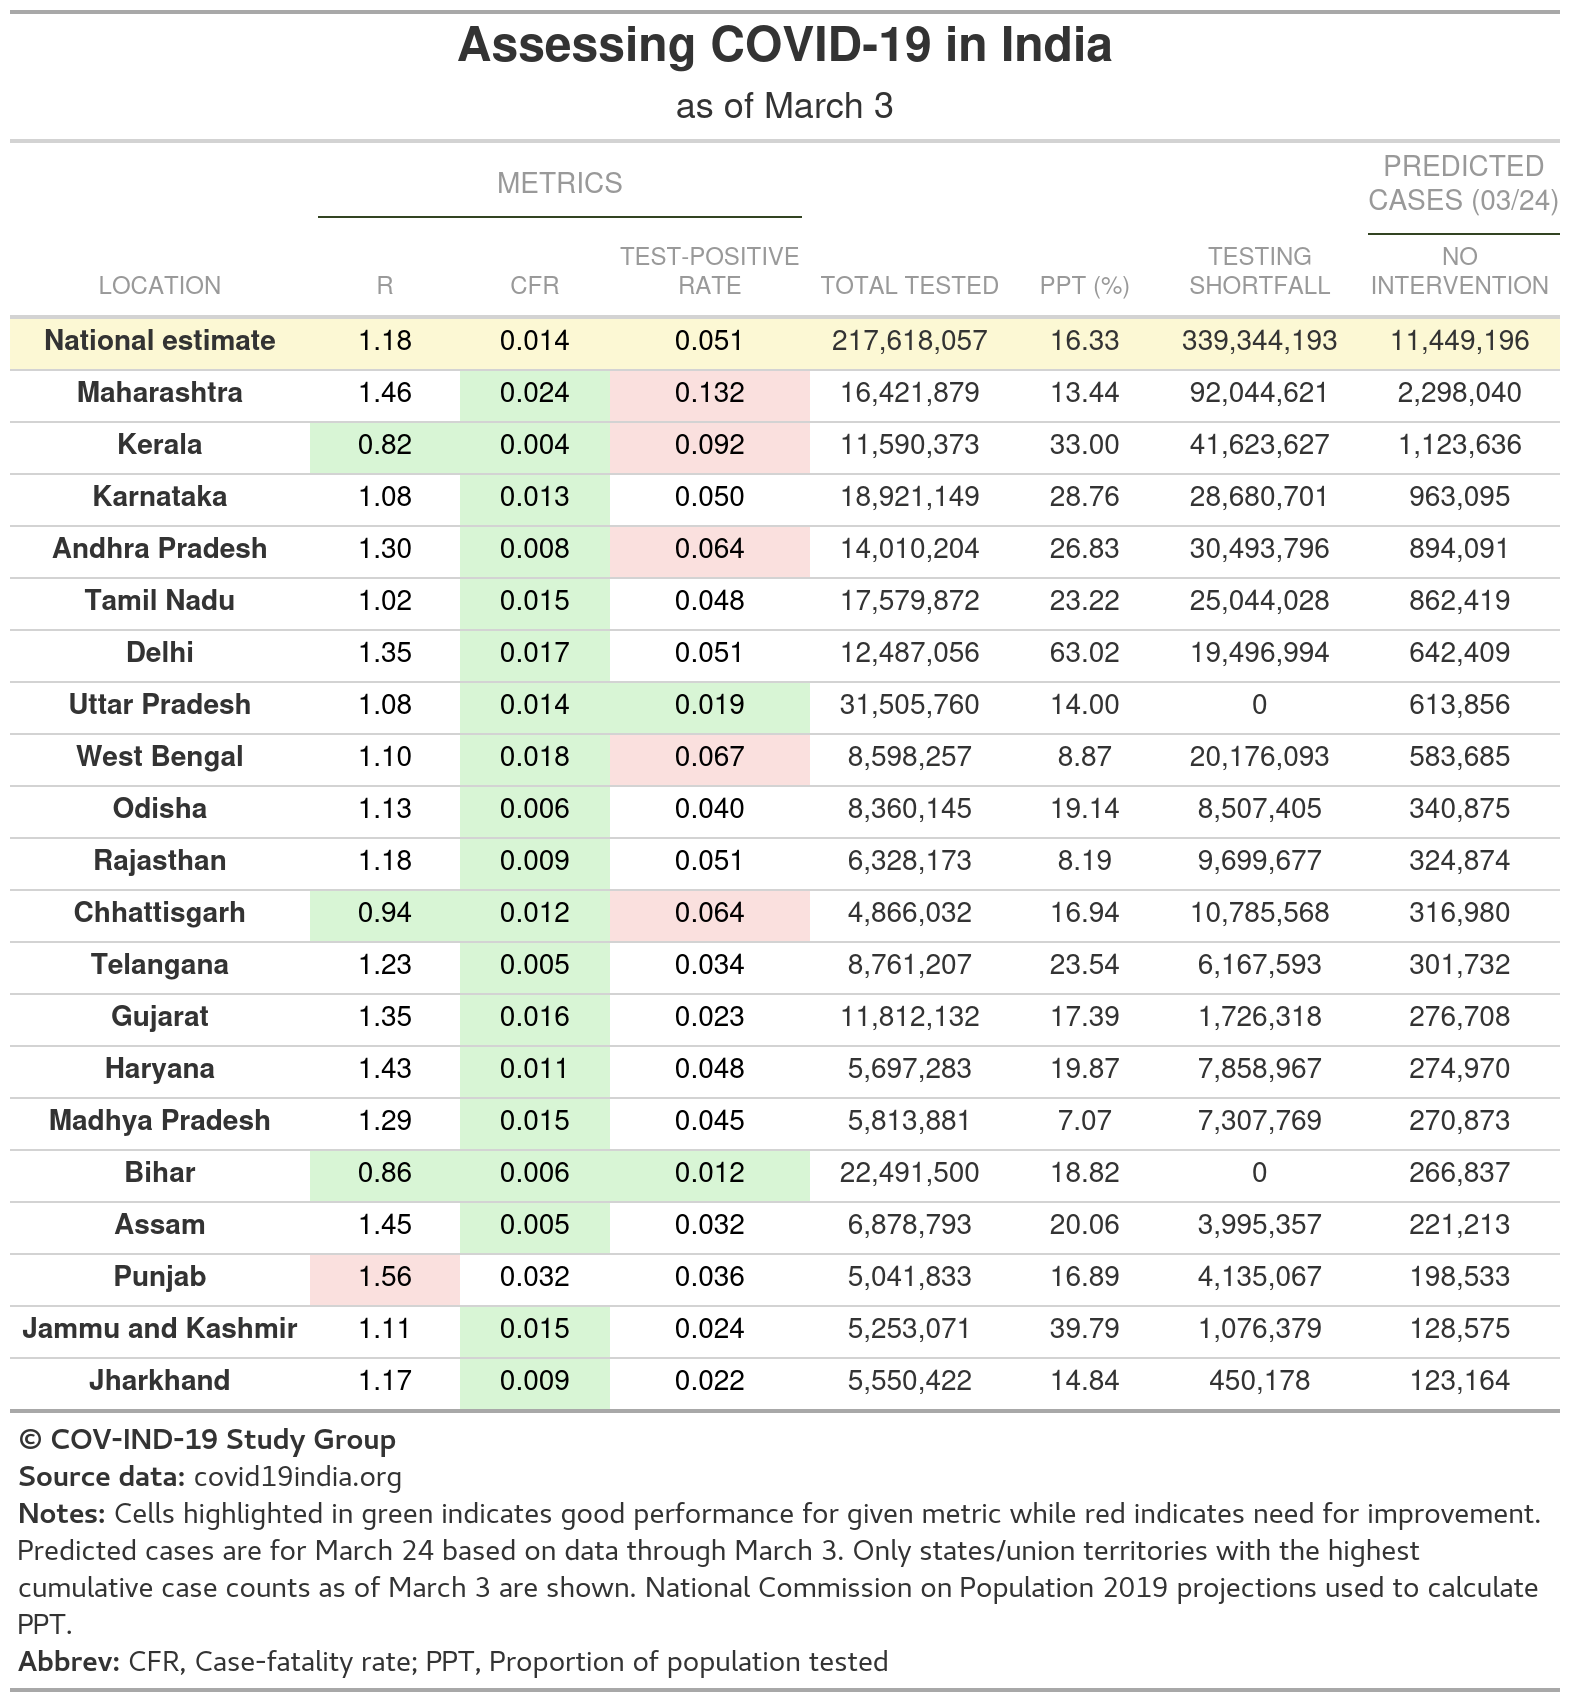 Assessing COVID-19 in India
as of March 3
METRICS
PREDICTED
CASES (03/24)
LOCATION R CFR TEST-POSITIVE RATE TOTAL TESTED PPT (%) TESTING SHORTFALL NO INTERVENTION
National estimate 1.18 0.014 0.051 217,618,057 16.33 339,344,193 11,449,196
Maharashtra 1.46 0.024 0.132 16,421,879 13.44 92,044,621 2,298,040
Kerala 0.82 0.004 0.092 11,590,373 33.00 41,623,627 1,123,636
Karnataka 1.08 0.013 0.050 18,921,149 28.76 28,680,701 963,095
Andhra Pradesh 1.30 0.008 0.064 14,010,204 26.83 30,493,796 894,091
Tamil Nadu 1.02 0.015 0.048 17,579,872 23.22 25,044,028 862,419
Delhi 1.35 0.017 0.051 12,487,056 63.02 19,496,994 642,409
Uttar Pradesh 1.08 0.014 0.019 31,505,760 14.00 0 613,856
West Bengal 1.10 0.018 0.067 8,598,257 8.87 20,176,093 583,685
Odisha 1.13 0.006 0.040 8,360,145 19.14 8,507,405 340,875
Rajasthan 1.18 0.009 0.051 6,328,173 8.19 9,699,677 324,874
Chhattisgarh 0.94 0.012 0.064 4,866,032 16.94 10,785,568 316,980
Telangana 1.23 0.005 0.034 8,761,207 23.54 6,167,593 301,732
Gujarat 1.35 0.016 0.023 11,812,132 17.39 1,726,318 276,708
Haryana 1.43 0.011 0.048 5,697,283 19.87 7,858,967 274,970
Madhya Pradesh 1.29 0.015 0.045 5,813,881 7.07 7,307,769 270,873
Bihar 0.86 0.006 0.012 22,491,500 18.82 0 266,837
Assam 1.45 0.005 0.032 6,878,793 20.06 3,995,357 221,213
Punjab 1.56 0.032 0.036 5,041,833 16.89 4,135,067 198,533
Jammu and Kashmir 1.11 0.015 0.024 5,253,071 39.79 1,076,379 128,575
Jharkhand 1.17 0.009 0.022 5,550,422 14.84 450,178 123,164
© COV-IND-19 Study Group
Source data: covid19india.org
Notes: Cells highlighted in green indicates good performance for given metric while red indicates need for improvement.
Predicted cases are for March 24 based on data through March 3. Only states/union territories with the highest
cumulative case counts as of March 3 are shown. National Commission on Population 2019 projections used to calculate
PPT.
Abbrev: CFR, Case-fatality rate; PPT, Proportion of population tested